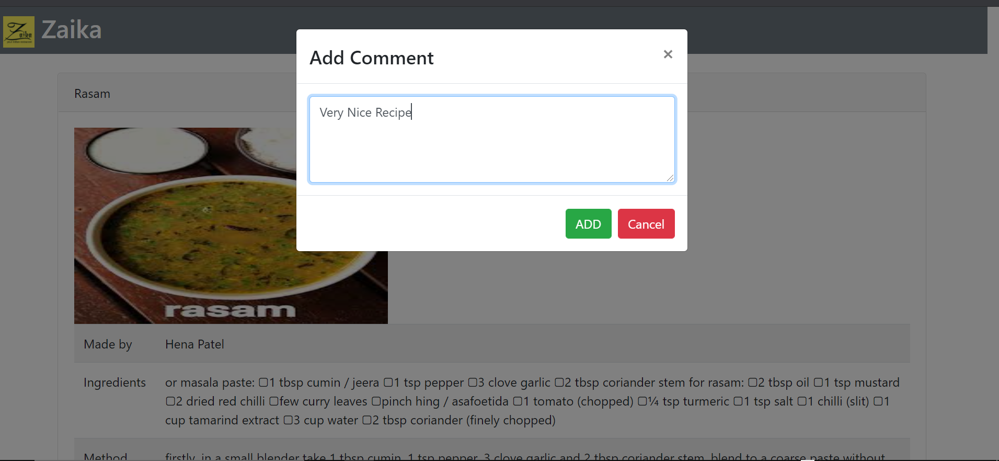 Zaika
Zaika
Add Comment
×
Rasam
Very Nice Recipe
ADD
Cancel
rasam
Made by
Hena Patel
Ingredients
or masala paste: ▢1 tbsp cumin / jeera ▢1 tsp pepper ▢3 clove garlic ▢2 tbsp coriander stem for rasam: ▢2 tbsp oil ▢1 tsp mustard
▢2 dried red chilli ▢few curry leaves ▢pinch hing / asafoetida ▢1 tomato (chopped) ▢¼ tsp turmeric ▢1 tsp salt ▢1 chilli (slit) ▢1
cup tamarind extract ▢3 cup water ▢2 tbsp coriander (finely chopped)
Method
firstly, in a small blender take 1 tbsp cumin, 1 tsp pepper, 3 clove garlic and 2 tbsp coriander stem. blend to a coarse paste without